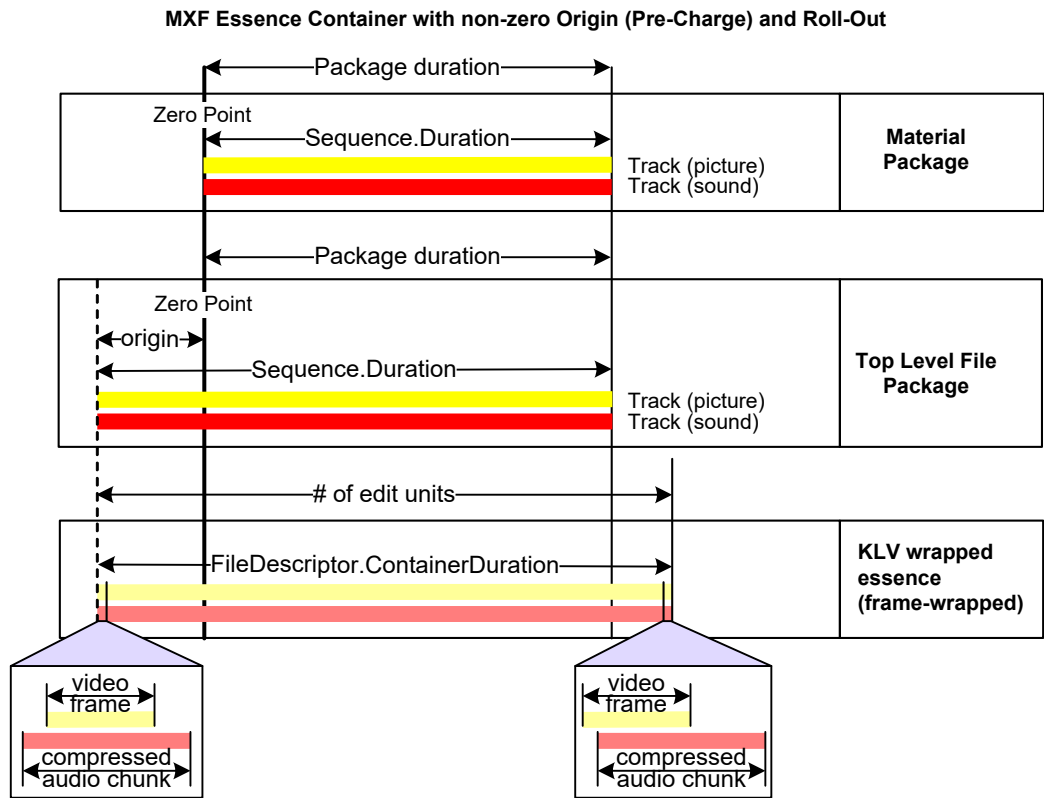 MXF Essence Container with non-zero Origin (Pre-Charge) and Roll-Out
Package duration
Zero Point
Sequence.Duration
Track (picture)
Track (sound)
Material
Package
Package duration
Zero Point
origin
Sequence.Duration
Track (picture)
Track (sound)
Top Level File
Package
# of edit units
FileDescriptor.ContainerDuration
KLV wrapped
essence
(frame-wrapped)
video
frame
compressed
audio chunk
video
frame
compressed
audio chunk